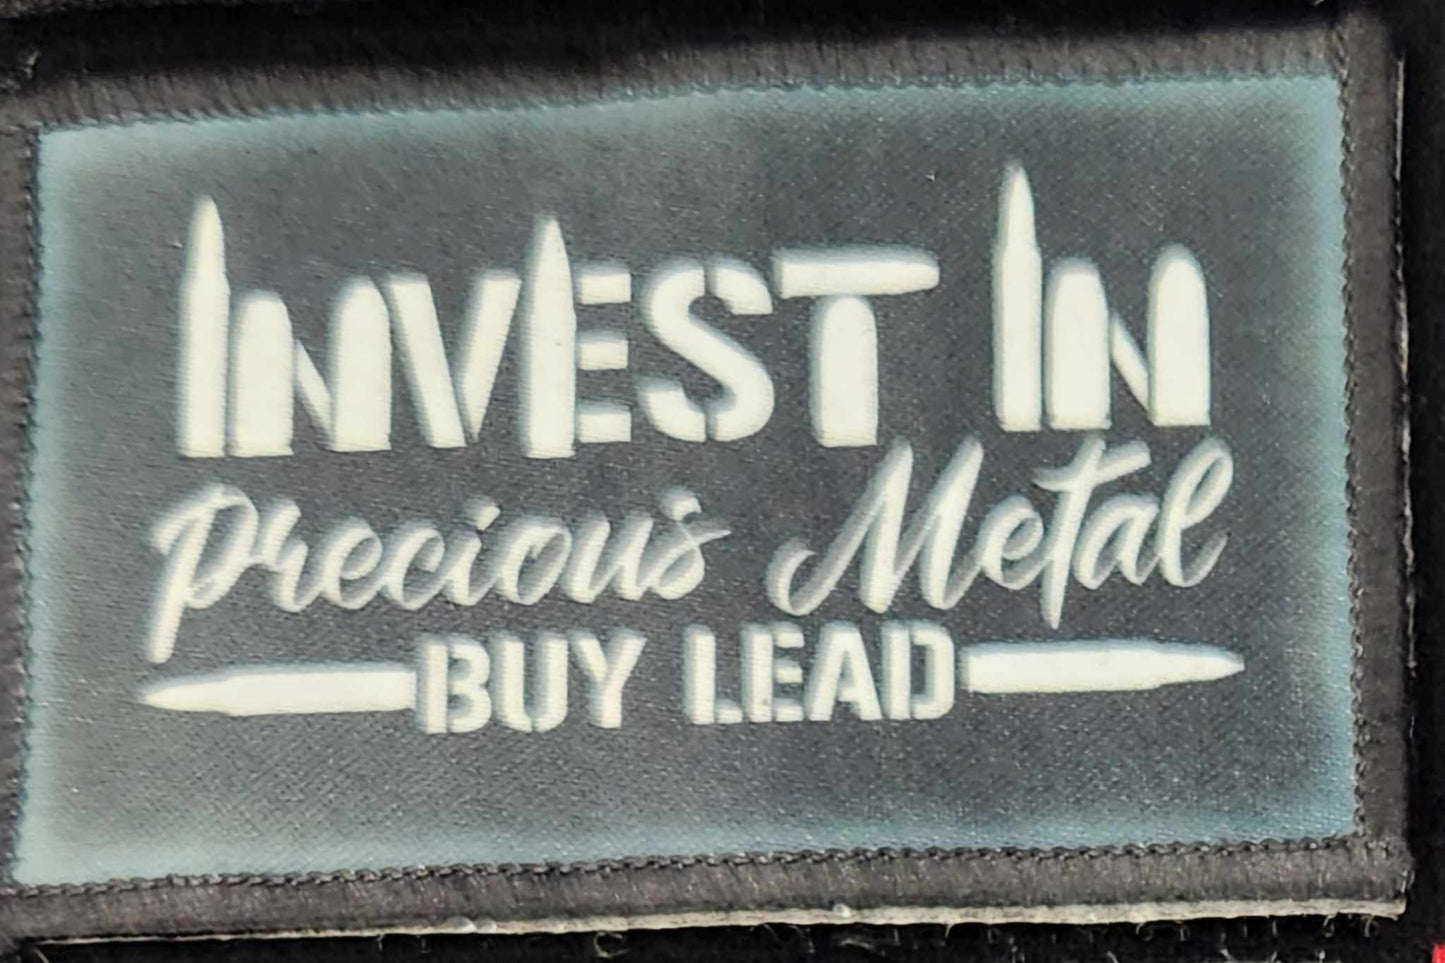 INVEST IN
Precious Metal
BUY LEAD